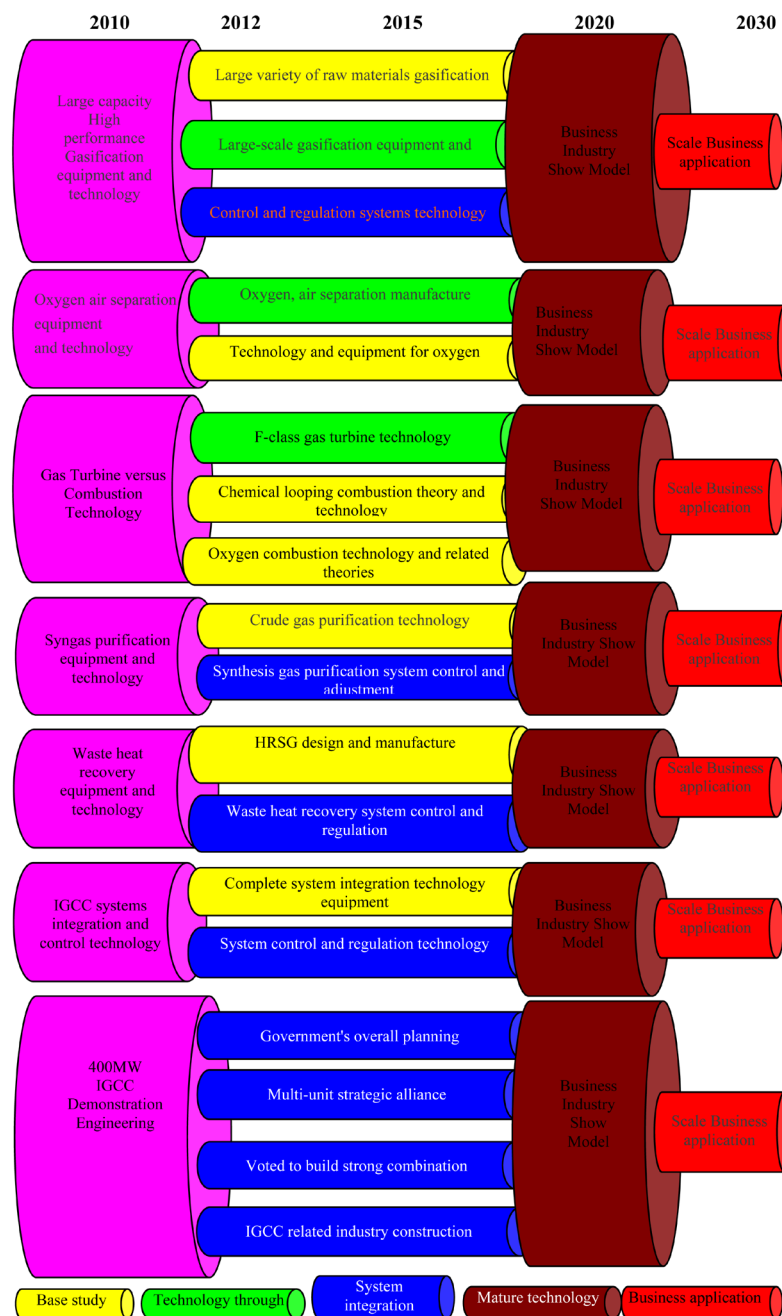 2010 2012 2015 2020 2030
Large capacity
High
performance
Gasification
equipment and
technology
Large variety of raw materials gasification
Large-scale gasification equipment and
Control and regulation systems technology
Business
Industry
Show Model
Scale Business
application
Oxygen air separation
equipment
and technology
Oxygen, air separation manufacture
Technology and equipment for oxygen
Business
Industry
Show Model
Scale Business
application
Gas Turbine versus
Combustion
Technology
F-class gas turbine technology
Chemical looping combustion theory and
technology
Oxygen combustion technology and related
theories
Business
Industry
Show Model
Scale Business
application
Syngas purification
equipment and
technology
Crude gas purification technology
Synthesis gas purification system control and
adjustment
Business
Industry Show
Model
Scale Business
application
Waste heat
recovery
equipment and
technology
HRSG design and manufacture
Waste heat recovery system control and
regulation
Business
Industry Show
Model
Scale Business
application
IGCC systems
integration and
control technology
Complete system integration technology
equipment
System control and regulation technology
Business
Industry Show
Model
Scale Business
application
400MW
IGCC
Demonstration
Engineering
Government's overall planning
Multi-unit strategic alliance
Voted to build strong combination
IGCC related industry construction
Business
Industry
Show
Model
Scale Business
application
Base study
Technology through
System
integration
Mature technology
Business application